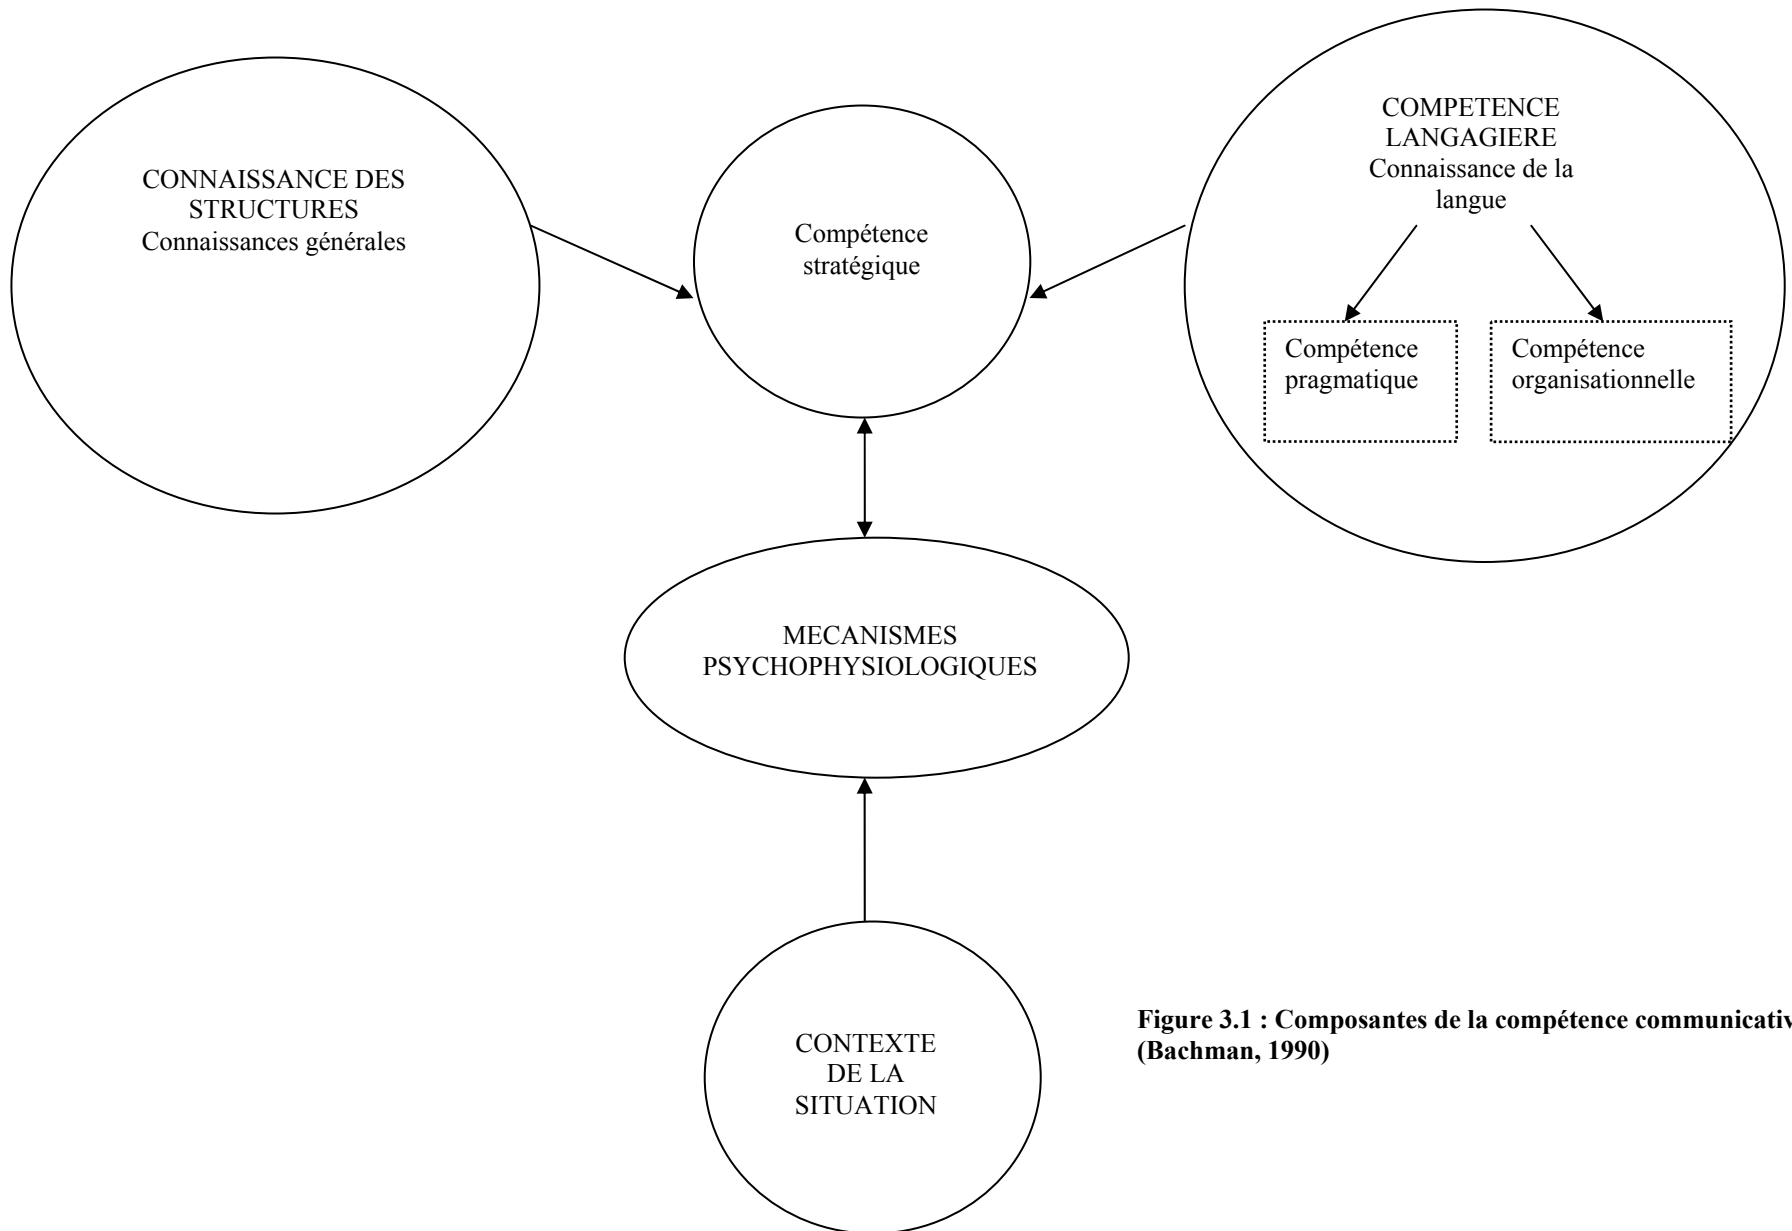 CONNAISSANCE DES
STRUCTURES
Connaissances générales
Compétence
stratégique
COMPETENCE
LANGAGIERE
Connaissance de la
langue
Compétence
pragmatique
Compétence
organisationnelle
MECANISMES
PSYCHOPHYSIOLOGIQUES
CONTEXTE
DE LA
SITUATION
Figure 3.1 : Composantes de la compétence communicativ
(Bachman, 1990)